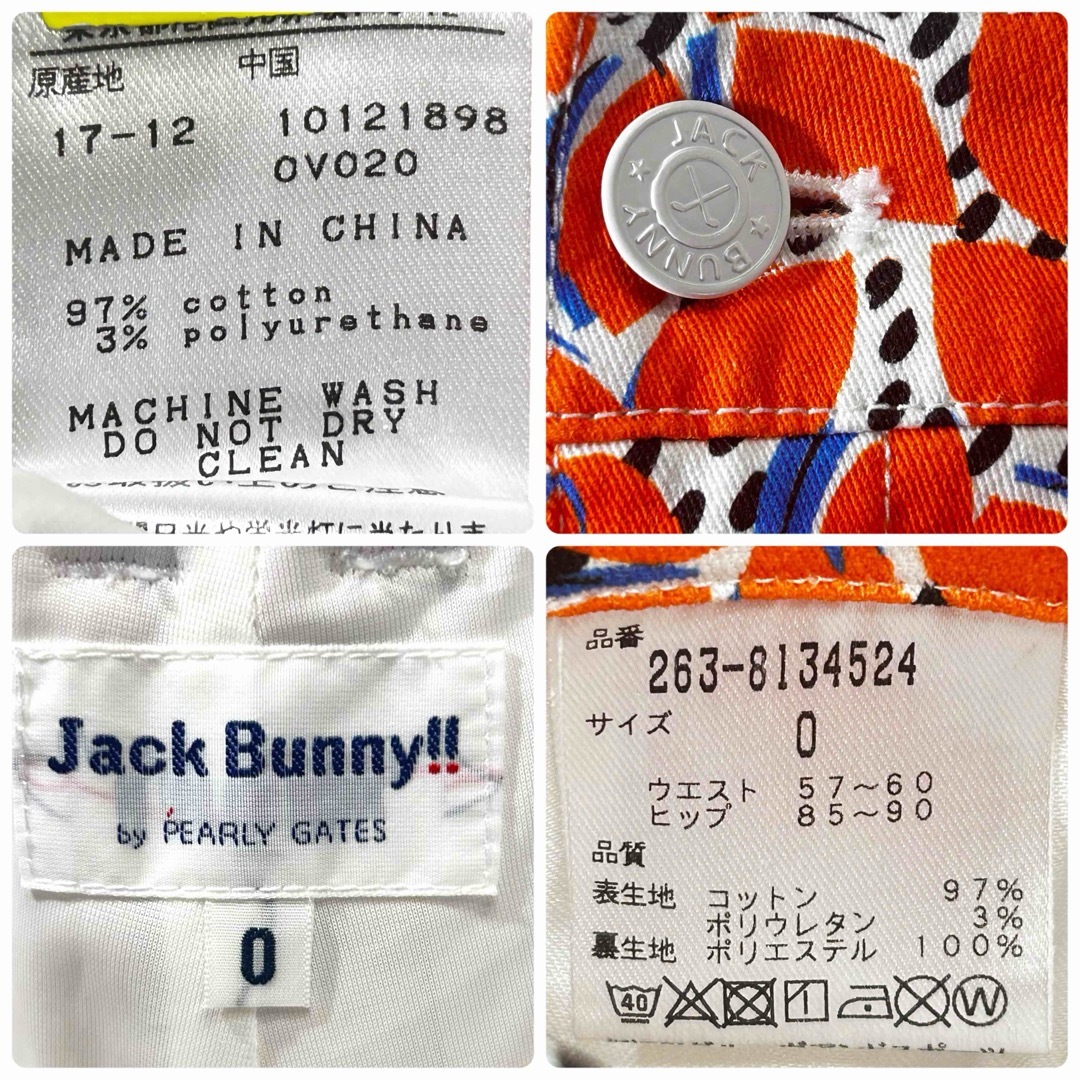 原産地 中国
17-12 10121898
0V020
MADE IN CHINA
97% cotton
3% polyurethane
MACHINE WASH
DO NOT DRY
CLEAN
JACK BUNNY
Jack Bunny!!
by PEARLY GATES
0
品番
263-8134524
サイズ 0
ウエスト 57~60
ヒップ 85~90
品質
表生地 コットン 97%
ポリウレタン 3%
裏生地 ポリエステル 100%
40 W